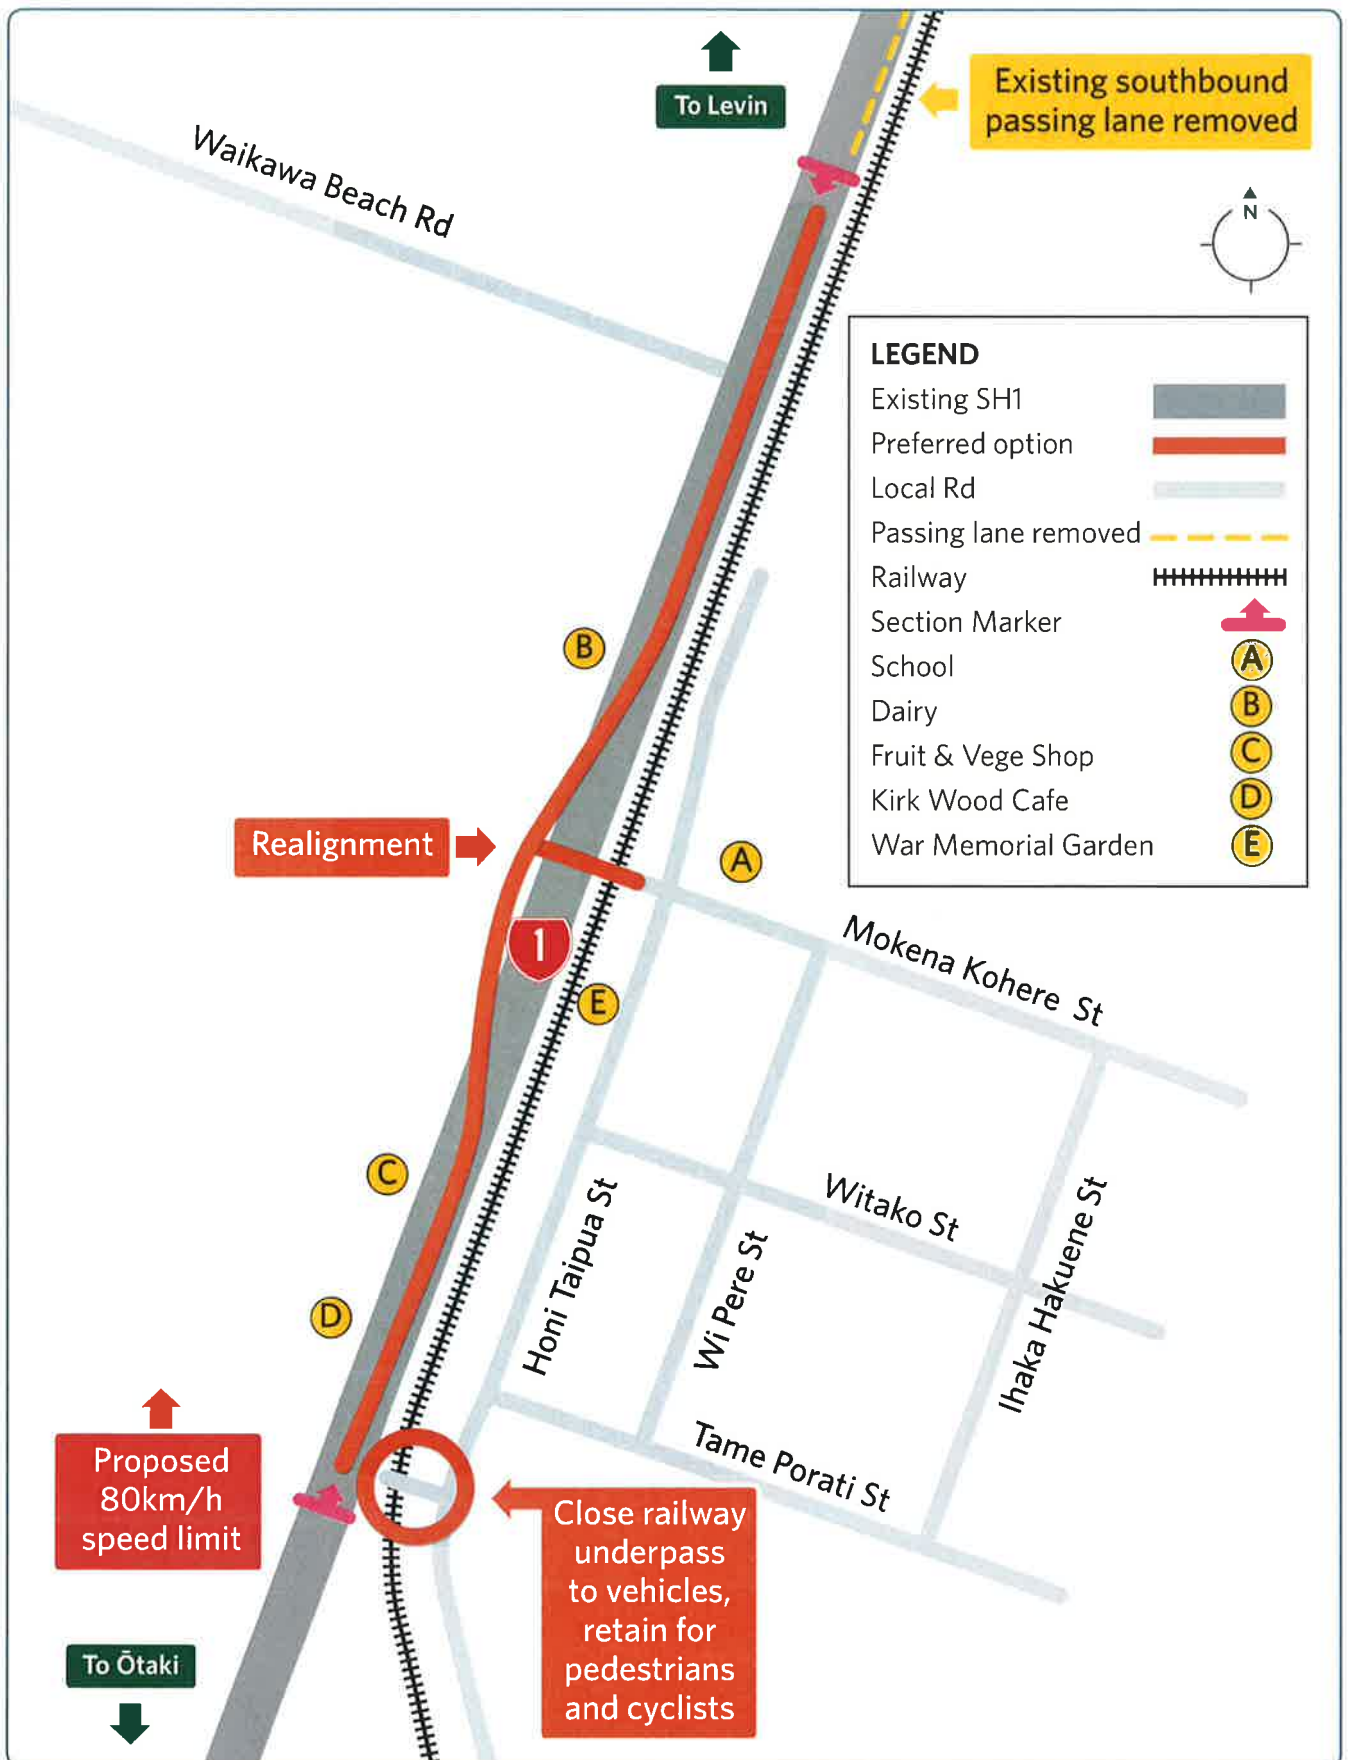 To Levin
Existing southbound
passing lane removed
Waikawa Beach Rd
N
LEGEND
Existing SH1
Preferred option
Local Rd
Passing lane removed
Railway
Section Marker
School A
Dairy B
Fruit & Vege Shop C
Kirk Wood Cafe D
War Memorial Garden E
B
Realignment
A
1
Mokena Kohere St
E
C
Honi Taipua St
Witako St
Wi Pere St
Ihaka Hakuene St
D
Proposed
80km/h
speed limit
Tame Porati St
Close railway
underpass
to vehicles,
retain for
pedestrians
and cyclists
To Ōtaki